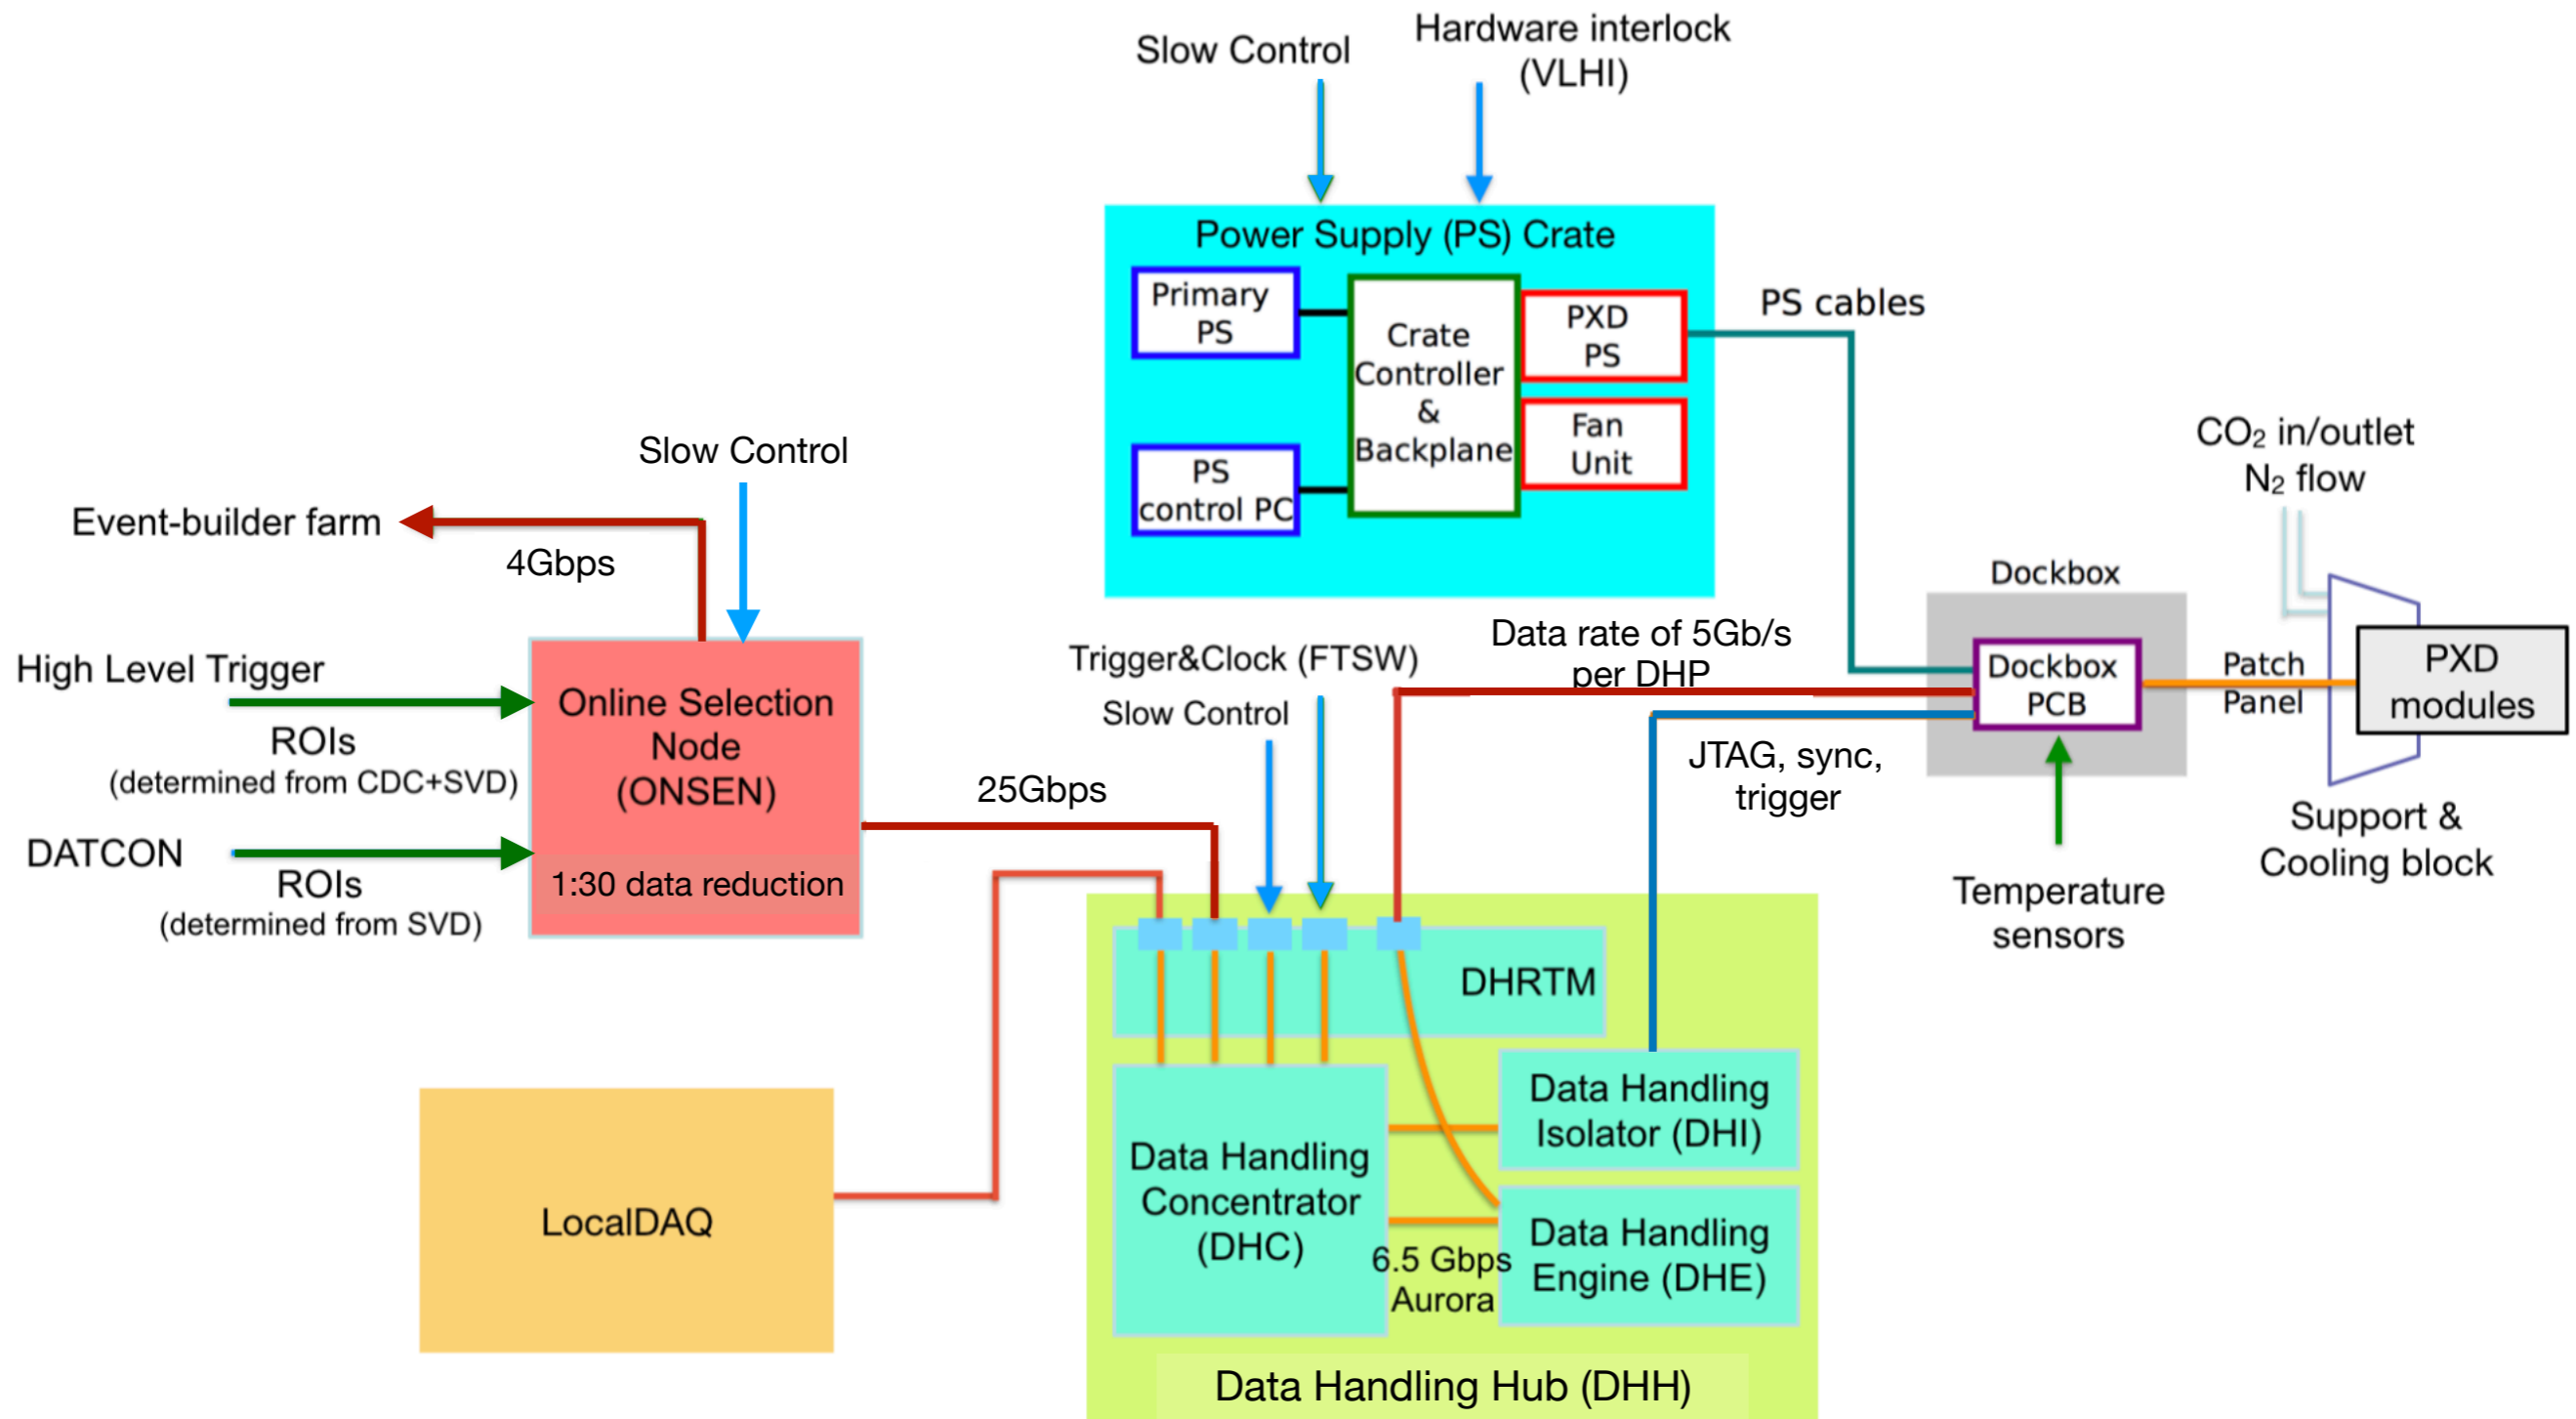 Slow Control
Hardware interlock
(VLHI)
Power Supply (PS) Crate
Primary
PS
PS
control PC
Crate
Controller
&
Backplane
PXD
PS
Fan
Unit
PS cables
CO₂ in/outlet
N₂ flow
Dockbox
Dockbox
PCB
Patch
Panel
PXD
modules
Support &
Cooling block
Temperature
sensors
Slow Control
Event-builder farm
4Gbps
High Level Trigger
ROIs
(determined from CDC+SVD)
DATCON
ROIs
(determined from SVD)
Online Selection
Node
(ONSEN)
1:30 data reduction
25Gbps
Trigger&Clock (FTSW)
Slow Control
Data rate of 5Gb/s
per DHP
JTAG, sync,
trigger
DHRTM
Data Handling
Isolator (DHI)
Data Handling
Concentrator
(DHC)
6.5 Gbps
Aurora
Data Handling
Engine (DHE)
Data Handling Hub (DHH)
LocalDAQ